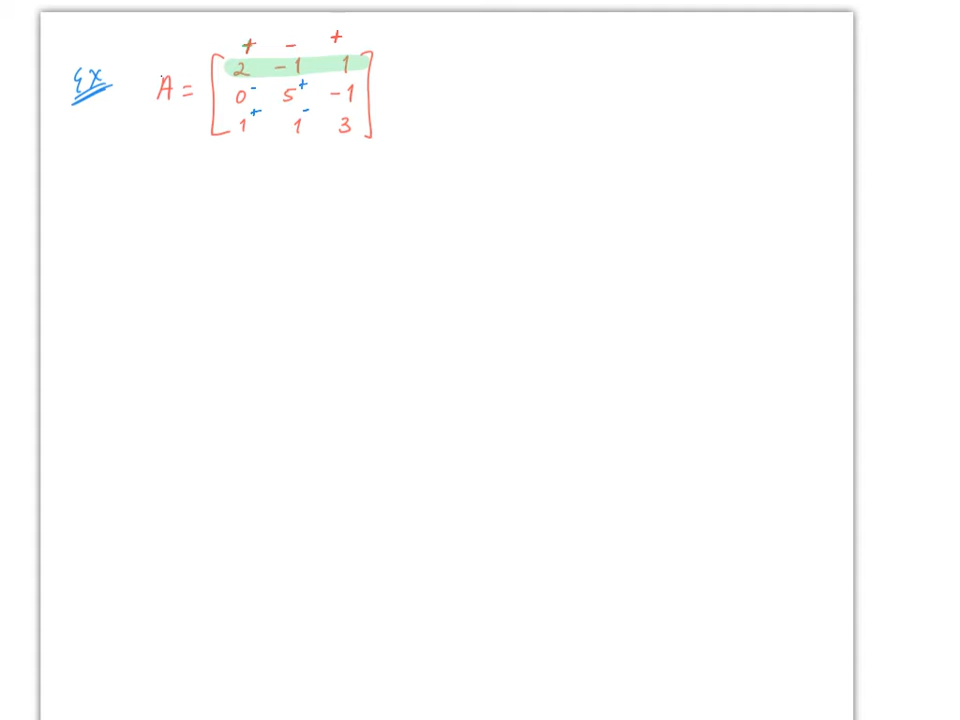 + - +
Ex A = [ 2 -1 1 ]
0 - 5 + -1
1 + 1 - 3